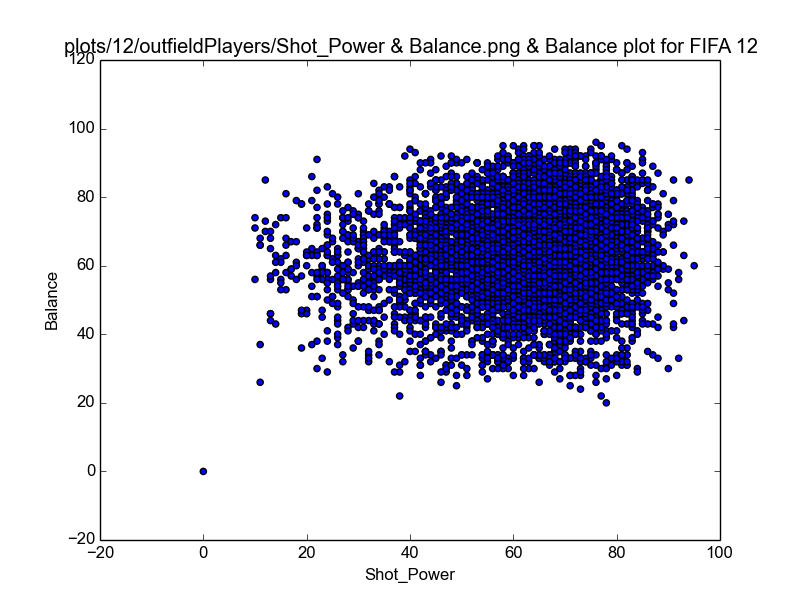 plots/12/outfieldPlayers/Shot_Power & Balance.png & Balance plot for FIFA 12
120
100
80
60
40
20
0
−20
−20 0 20 40 60 80 100
Balance
Shot_Power